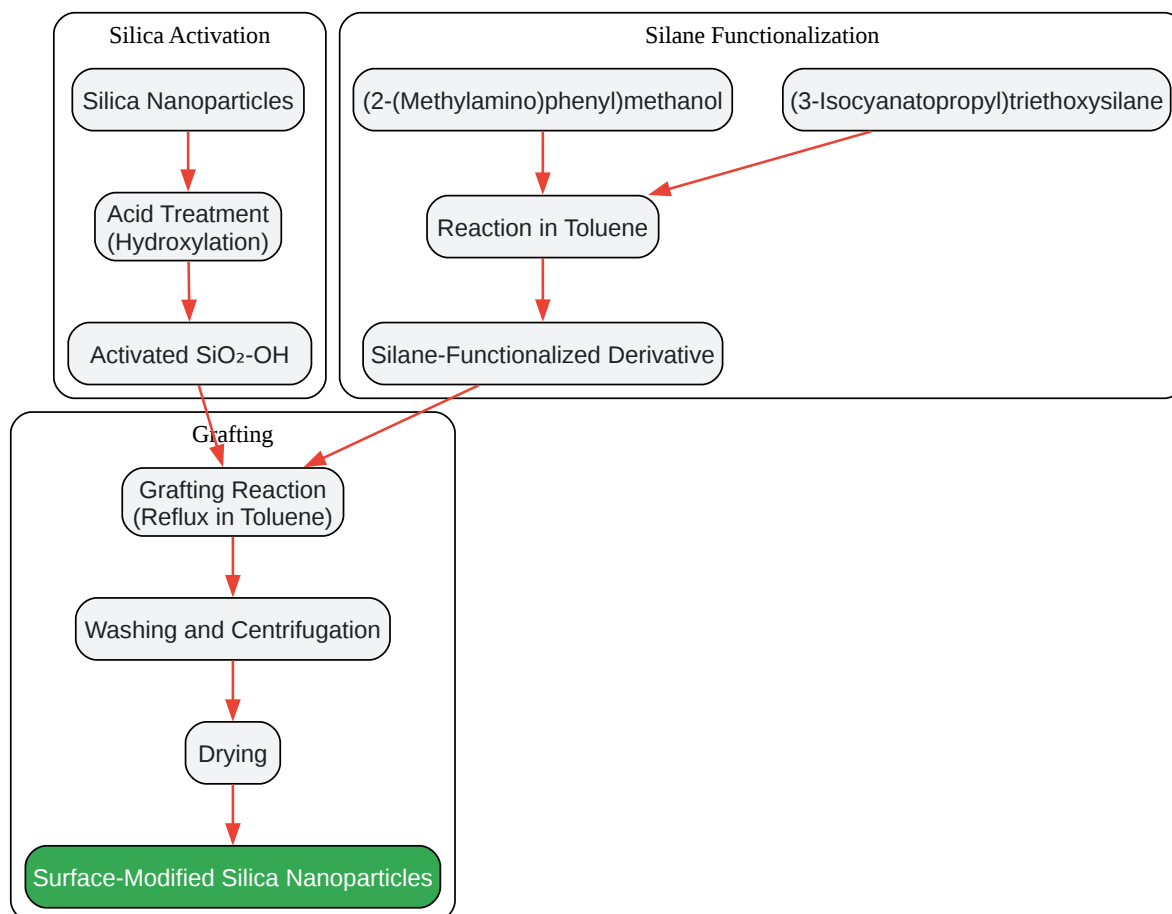 Silica Activation
Silica Nanoparticles
Acid Treatment
(Hydroxylation)
Activated SiO₂-OH
Silane Functionalization
(2-(Methylamino)phenyl)methanol
(3-Isocyanatopropyl)triethoxysilane
Reaction in Toluene
Silane-Functionalized Derivative
Grafting
Grafting Reaction
(Reflux in Toluene)
Washing and Centrifugation
Drying
Surface-Modified Silica Nanoparticles